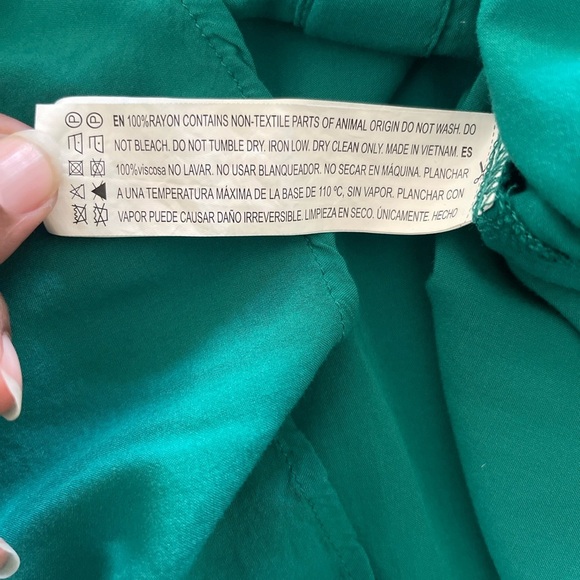 P P EN 100%RAYON CONTAINS NON-TEXTILE PARTS OF ANIMAL ORIGIN DO NOT WASH. DO
NOT BLEACH. DO NOT TUMBLE DRY. IRON LOW. DRY CLEAN ONLY. MADE IN VIETNAM. ES
100%viscosa NO LAVAR. NO USAR BLANQUEADOR. NO SECAR EN MÁQUINA. PLANCHAR
A UNA TEMPERATURA MÁXIMA DE LA BASE DE 110 ºC, SIN VAPOR. PLANCHAR CON
VAPOR PUEDE CAUSAR DAÑO IRREVERSIBLE. LIMPIEZA EN SECO. ÚNICAMENTE. HECHO